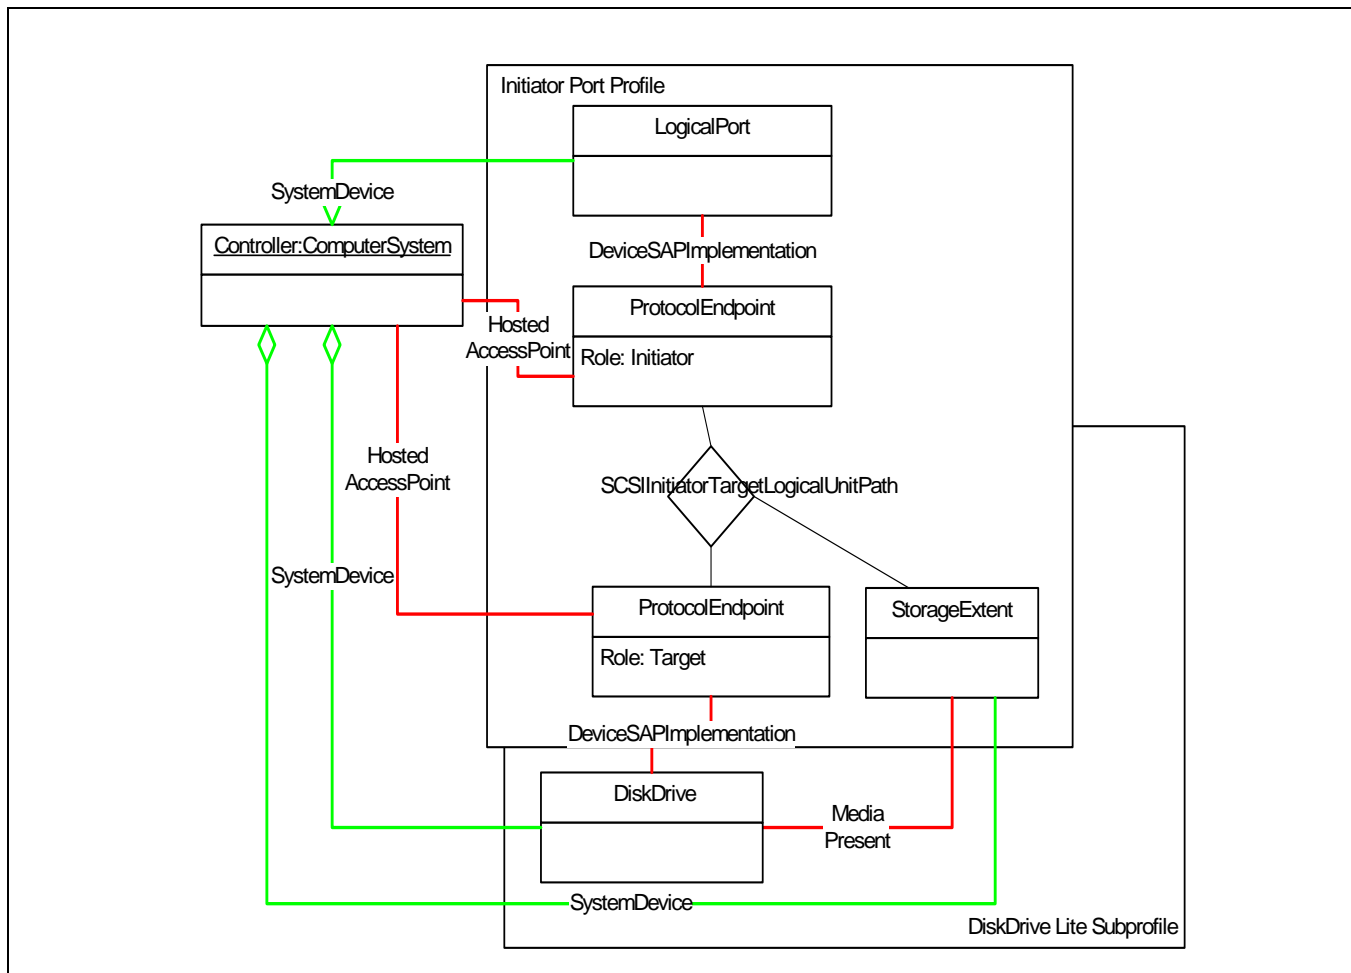 Initiator Port Profile
LogicalPort
SystemDevice
Controller:ComputerSystem
DeviceSAPImplementation
ProtocolEndpoint
Role: Initiator
Hosted
AccessPoint
Hosted
AccessPoint
SCSIInitiatorTargetLogicalUnitPath
SystemDevice
ProtocolEndpoint
Role: Target
StorageExtent
DeviceSAPImplementation
DiskDrive
Media
Present
SystemDevice
DiskDrive Lite Subprofile